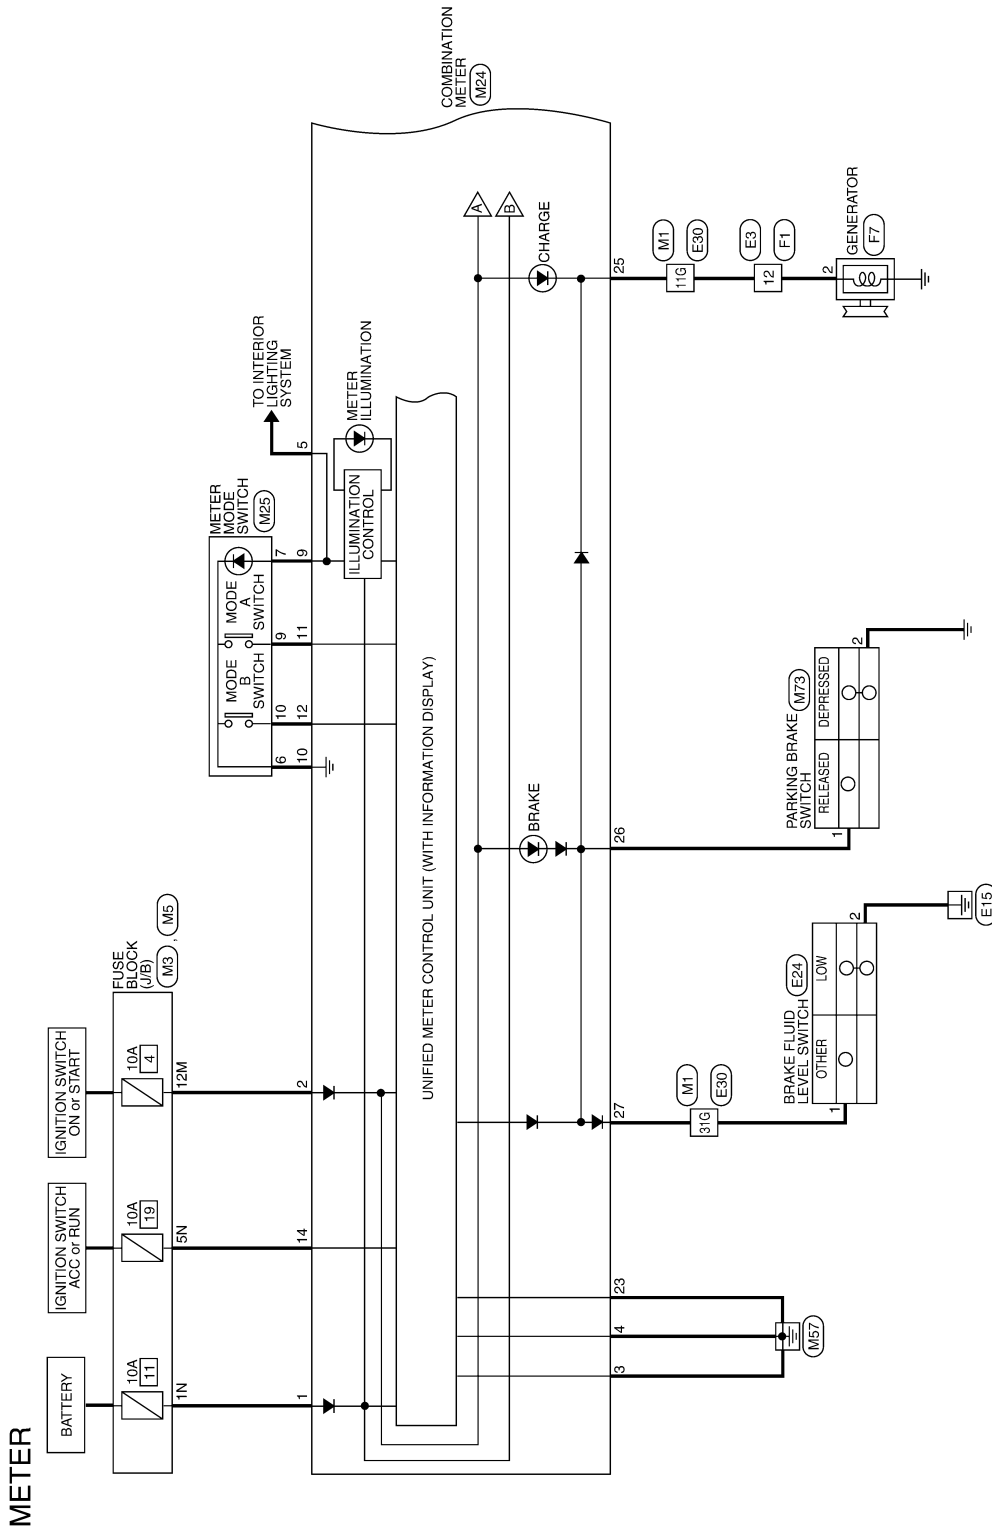 METER
BATTERY
IGNITION SWITCH
ACC or RUN
IGNITION SWITCH
ON or START
10A
11
10A
19
10A
4
FUSE
BLOCK
(J/B)
M3 , M5
1N
5N
12M
1
14
2
METER
MODE
SWITCH
M25
MODE
B
SWITCH
MODE
A
SWITCH
6
10
9
7
10
12
11
9
5
TO INTERIOR
LIGHTING
SYSTEM
ILLUMINATION
CONTROL
METER
ILLUMINATION
COMBINATION
METER
M24
UNIFIED METER CONTROL UNIT (WITH INFORMATION DISPLAY)
A
B
BRAKE
CHARGE
3
4
23
27
26
25
M57
31G
M1
E30
BRAKE FLUID
LEVEL SWITCH
E24
OTHER
LOW
1
2
E15
PARKING BRAKE
SWITCH
M73
RELEASED
DEPRESSED
1
2
11G
M1
E30
12
E3
F1
2
GENERATOR
F7